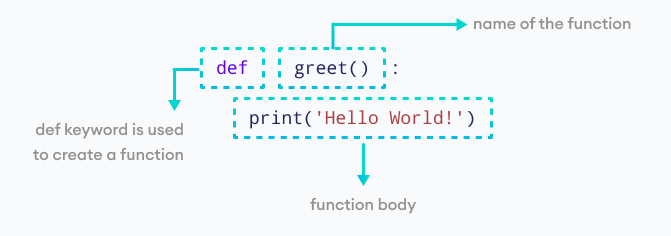 name of the function
def greet() :
print('Hello World!')
def keyword is used
to create a function
function body